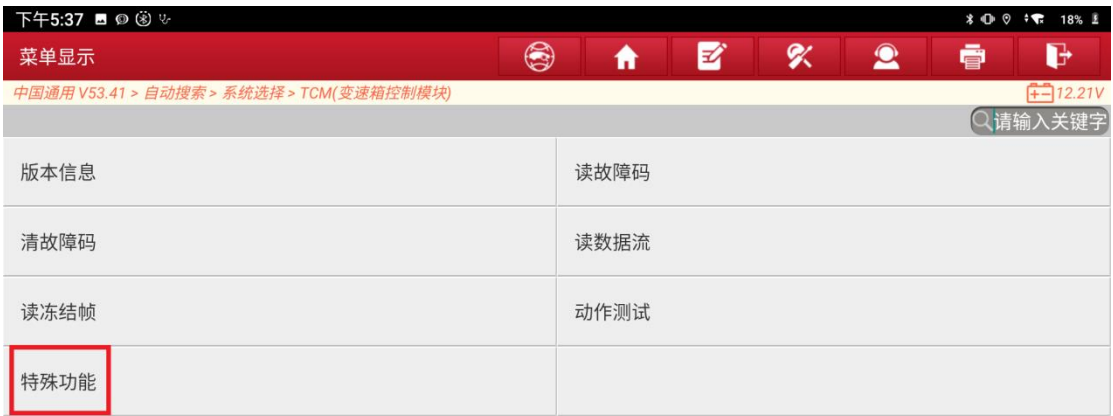 下午5:37
18%
菜单显示
中国通用 V53.41 > 自动搜索 > 系统选择 > TCM(变速箱控制模块)
12.21V
请输入关键字
版本信息
读故障码
清故障码
读数据流
读冻结帧
动作测试
特殊功能